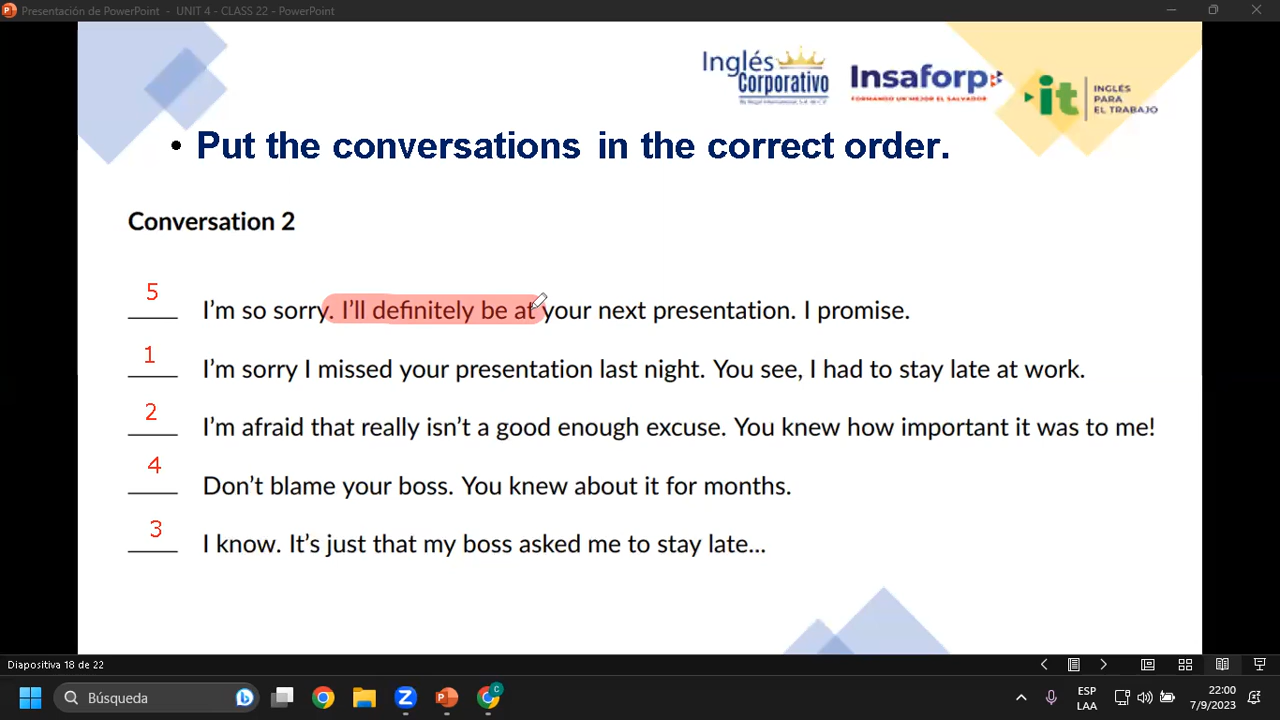 Presentación de PowerPoint - UNIT 4 - CLASS 22 - PowerPoint
Inglés
Corporativo
Insaforp
FORMANDO UN MEJOR EL SALVADOR
it
INGLÉS
PARA
EL TRABAJO
• Put the conversations in the correct order.
Conversation 2
5 I'm so sorry. I'll definitely be at your next presentation. I promise.
1 I'm sorry I missed your presentation last night. You see, I had to stay late at work.
2 I'm afraid that really isn't a good enough excuse. You knew how important it was to me!
4 Don't blame your boss. You knew about it for months.
3 I know. It's just that my boss asked me to stay late...
Diapositiva 18 de 22
Búsqueda
ESP
LAA
22:00
7/9/2023